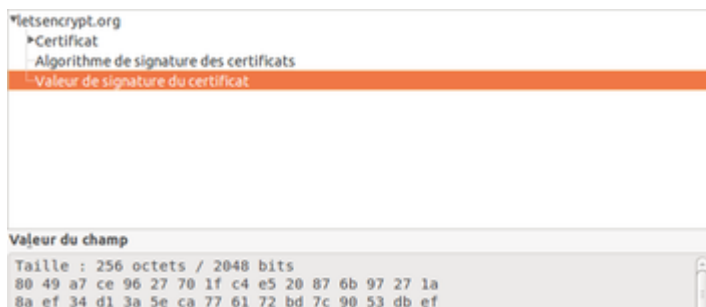 letsencrypt.org
Certificat
Algorithme de signature des certificats
Valeur de signature du certificat
Valeur du champ
Taille : 256 octets / 2048 bits
80 49 a7 ce 96 27 70 1f c4 e5 20 87 6b 97 27 1a
8a ef 34 d1 3a 5e ca 77 61 72 bd 7c 90 53 db ef